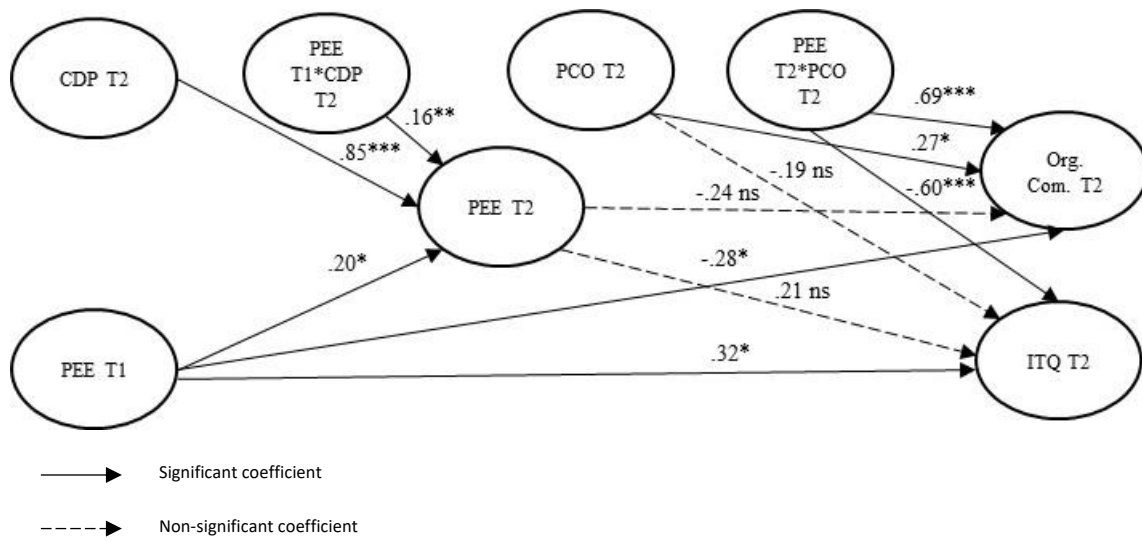 CDP T2
PEE
T1*CDP
T2
PCO T2
PEE
T2*PCO
T2
.16**
.85***
.69***
.27*
-.19 ns
-.60***
Org.
Com. T2
PEE T2
-.24 ns
.20*
-.28*
.21 ns
.32*
PEE T1
ITQ T2
Significant coefficient
Non-significant coefficient